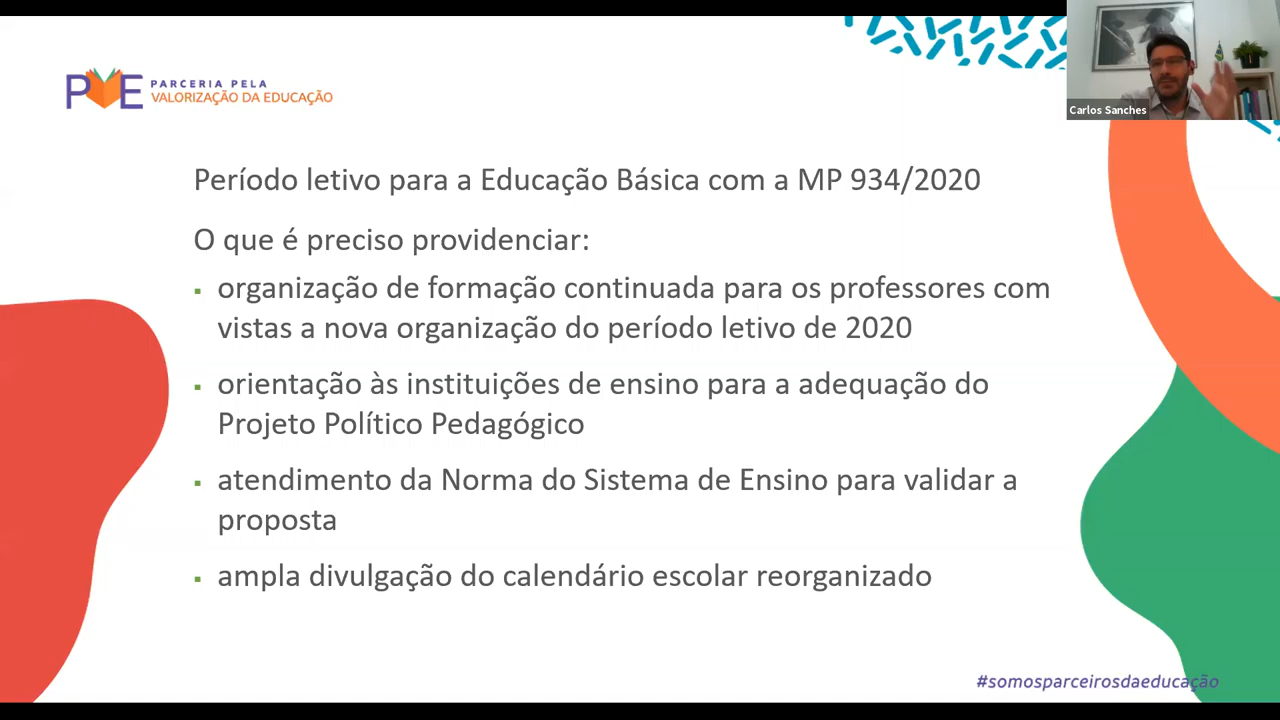 PVE PARCERIA PELA
VALORIZAÇÃO DA EDUCAÇÃO
Carlos Sanches
Período letivo para a Educação Básica com a MP 934/2020
O que é preciso providenciar:
▪ organização de formação continuada para os professores com
vistas a nova organização do período letivo de 2020
▪ orientação às instituições de ensino para a adequação do
Projeto Político Pedagógico
▪ atendimento da Norma do Sistema de Ensino para validar a
proposta
▪ ampla divulgação do calendário escolar reorganizado
#somosparceirosdaeducação